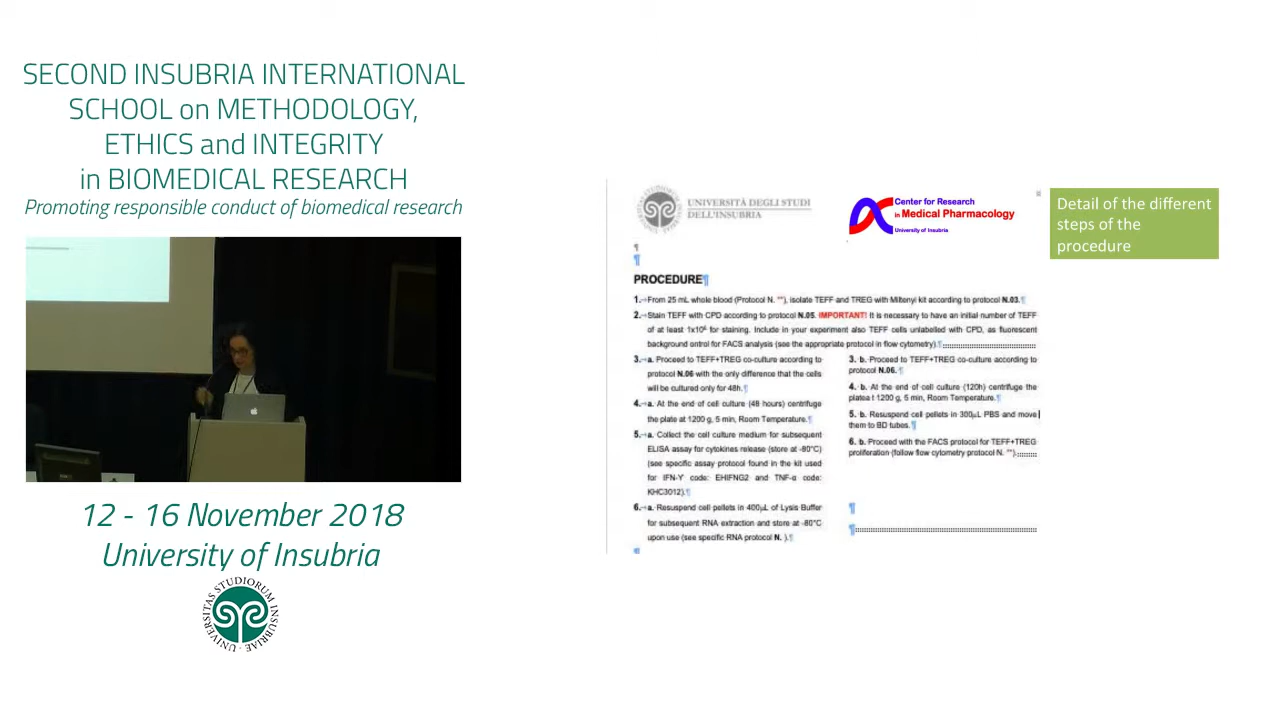 SECOND INSUBRIA INTERNATIONAL
SCHOOL on METHODOLOGY,
ETHICS and INTEGRITY
in BIOMEDICAL RESEARCH
Promoting responsible conduct of biomedical research
12 - 16 November 2018
University of Insubria
UNIVERSITAS STUDIORUM INSUBRIAE
UNIVERSITÀ DEGLI STUDI
DELL'INSUBRIA
Center for Research
in Medical Pharmacology
University of Insubria
Detail of the different
steps of the
procedure
PROCEDURE¶
1.→From 25 mL whole blood (Protocol N. **), isolate TEFF and TREG with Miltenyi kit according to protocol N.03.¶
2.→Stain TEFF with CPD according to protocol N.05. IMPORTANT! It is necessary to have an initial number of TEFF
of at least 1x10⁶ for staining. Include in your experiment also TEFF cells unlabelled with CPD, as fluorescent
background ontrol for FACS analysis (see the appropriate protocol in flow cytometry).¶
3.→a. Proceed to TEFF+TREG co-culture according to
protocol N.06 with the only difference that the cells
will be cultured only for 48h.¶
4.→a. At the end of cell culture (48 hours) centrifuge
the plate at 1200 g, 5 min, Room Temperature.¶
5.→a. Collect the cell culture medium for subsequent
ELISA assay for cytokines release (store at -80°C)
(see specific assay protocol found in the kit used
for IFN-γ code: EHIFNG2 and TNF-α code:
KHC3012).¶
6.→a. Resuspend cell pellets in 400µL of Lysis Buffer
for subsequent RNA extraction and store at -80°C
upon use (see specific RNA protocol N. ).¶
3. b. Proceed to TEFF+TREG co-culture according to
protocol N.06.¶
4. b. At the end of cell culture (120h) centrifuge the
platea t 1200 g, 5 min, Room Temperature.¶
5. b. Resuspend cell pellets in 300µL PBS and move
them to BD tubes.¶
6. b. Proceed with the FACS protocol for TEFF+TREG
proliferation (follow flow cytometry protocol N. **).